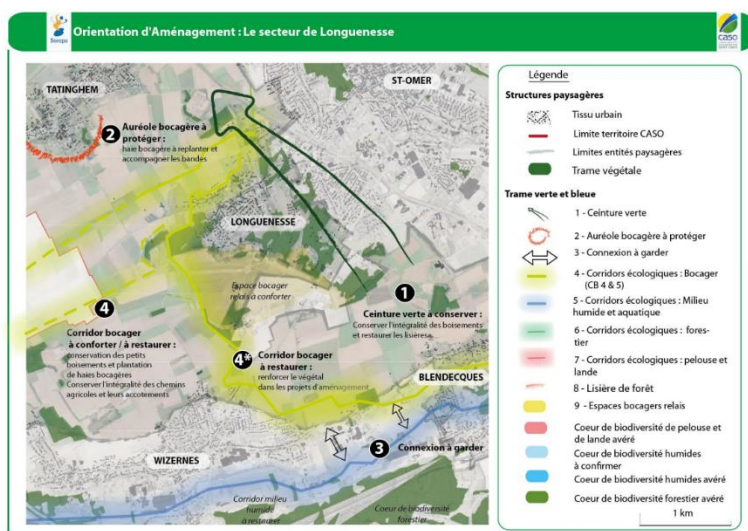 Sorepa
Orientation d'Aménagement : Le secteur de Longuenesse
CASO
TATINGHEM
ST-OMER
2
Auréole bocagère à
protéger :
haie bocagère à replanter et
accompagner les bandes
LONGUENESSE
Espace bocager
relais à conforter
1
Ceinture verte à conserver :
Conserver l'intégralité des boisements
et restaurer les lisièresa
4
Corridor bocager
à conforter / à restaurer :
conservation des petits
boisements et plantation
de haies bocagères
Conserver l'intégralité des chemins
agricoles et leurs accotements
4*
Corridor bocager
à restaurer :
renforcer le végétal
dans les projets d'aménagement
BLENDECQUES
3
Connexion à garder
WIZERNES
Corridor milieu
humide
à restaurer
Coeur de biodiversité
forestier
Légende
Structures paysagères
Tissu urbain
Limite territoire CASO
Limites entités paysagères
Trame végétale
Trame verte et bleue
1 - Ceinture verte
2 - Auréole bocagère à protéger
3 - Connexion à garder
4 - Corridors écologiques : Bocager
(CB 4 & 5)
5 - Corridors écologiques : Milieu
humide et aquatique
6 - Corridors écologiques : fores-
tier
7 - Corridors écologiques : pelouse et
lande
8 - Lisière de forêt
9 - Espaces bocagers relais
Coeur de biodiversité de pelouse et
de lande avéré
Coeur de biodiversité humides
à confirmer
Coeur de biodiversité humides avéré
Coeur de biodiversité forestier avéré
1 km